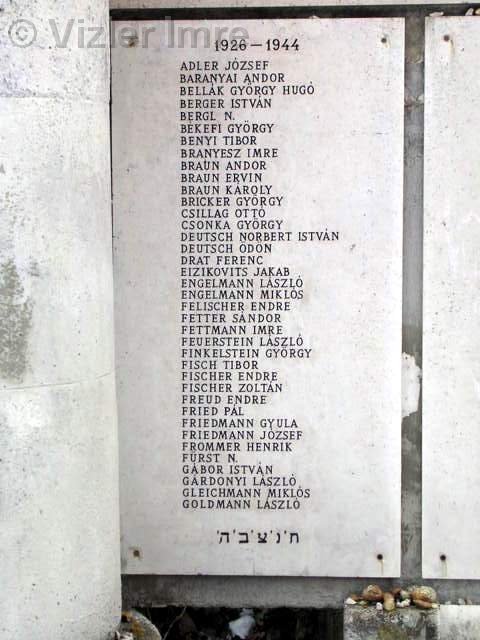 © Vizler Imre
1926-1944
ADLER JÓZSEF
BARANYAI ANDOR
BELLÁK GYÖRGY HUGÓ
BERGER ISTVÁN
BERGL N.
BÉKEFI GYÖRGY
BENYI TIBOR
BRANYESZ IMRE
BRAUN ANDOR
BRAUN ERVIN
BRAUN KÁROLY
BRICKER GYÖRGY
CSILLAG OTTÓ
CSONKA GYÖRGY
DEUTSCH NORBERT ISTVÁN
DEUTSCH ÖDÖN
DRAT FERENC
EIZIKOVITS JAKAB
ENGELMANN LÁSZLÓ
ENGELMANN MIKLÓS
FELISCHER ENDRE
FETTER SÁNDOR
FETTMANN IMRE
FEUERSTEIN LÁSZLÓ
FINKELSTEIN GYÖRGY
FISCH TIBOR
FISCHER ENDRE
FISCHER ZOLTÁN
FREUD ENDRE
FRIED PÁL
FRIEDMANN GYULA
FRIEDMANN JÓZSEF
FROMMER HENRIK
FÜRST N.
GÁBOR ISTVÁN
GÁRDONYI LÁSZLÓ
GLEICHMANN MIKLÓS
GOLDMANN LÁSZLÓ
ח'נ'צ'ב'ה'